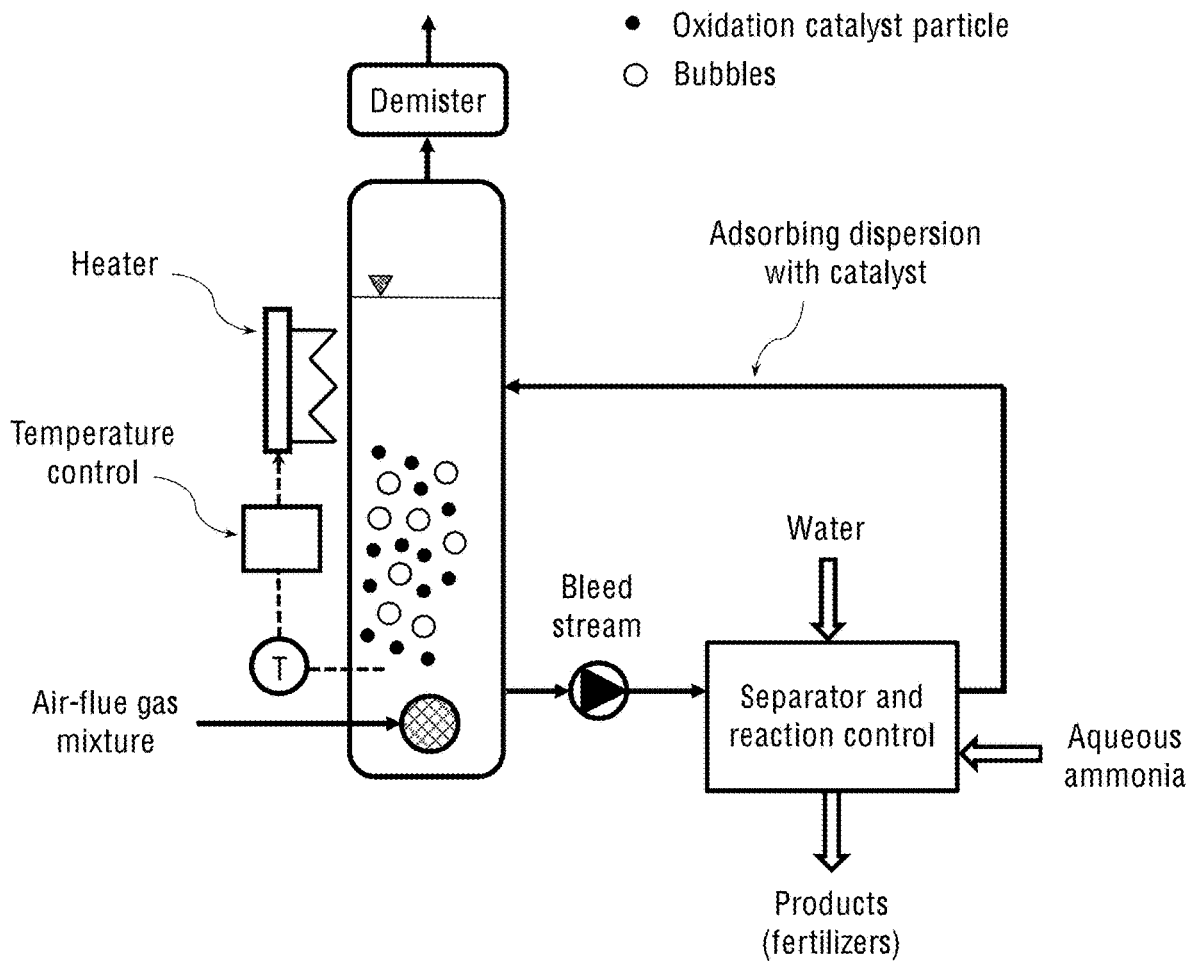 Oxidation catalyst particle
Bubbles
Demister
Heater
Adsorbing dispersion
with catalyst
Temperature
control
Water
Bleed
stream
T
Air-flue gas
mixture
Separator and
reaction control
Aqueous
ammonia
Products
(fertilizers)